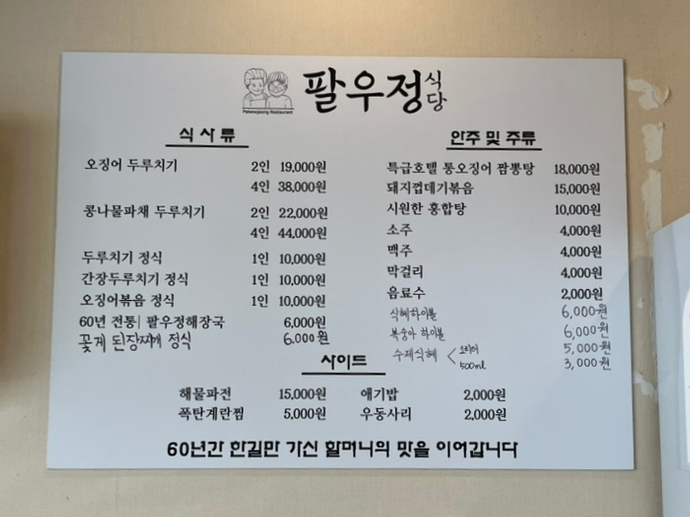 팔우정 식당
Palwoojeong Restaurant
식사류
오징어 두루치기 2인 19,000원
4인 38,000원
콩나물파채 두루치기 2인 22,000원
4인 44,000원
두루치기 정식 1인 10,000원
간장두루치기 정식 1인 10,000원
오징어볶음 정식 1인 10,000원
60년 전통| 팔우정해장국 6,000원
꽃게 된장찌개 정식 6.000원
안주 및 주류
특급호텔 통오징어 짬뽕탕 18,000원
돼지껍데기볶음 15,000원
시원한 홍합탕 10,000원
소주 4,000원
맥주 4,000원
막걸리 4,000원
음료수 2,000원
식혜하이볼 6,000원
복숭아 하이볼 6,000원
수제식혜 < 1리터 5,000원
500ml 3,000원
사이드
해물파전 15,000원 애기밥 2,000원
폭탄계란찜 5,000원 우동사리 2,000원
60년간 한길만 가신 할머니의 맛을 이어갑니다